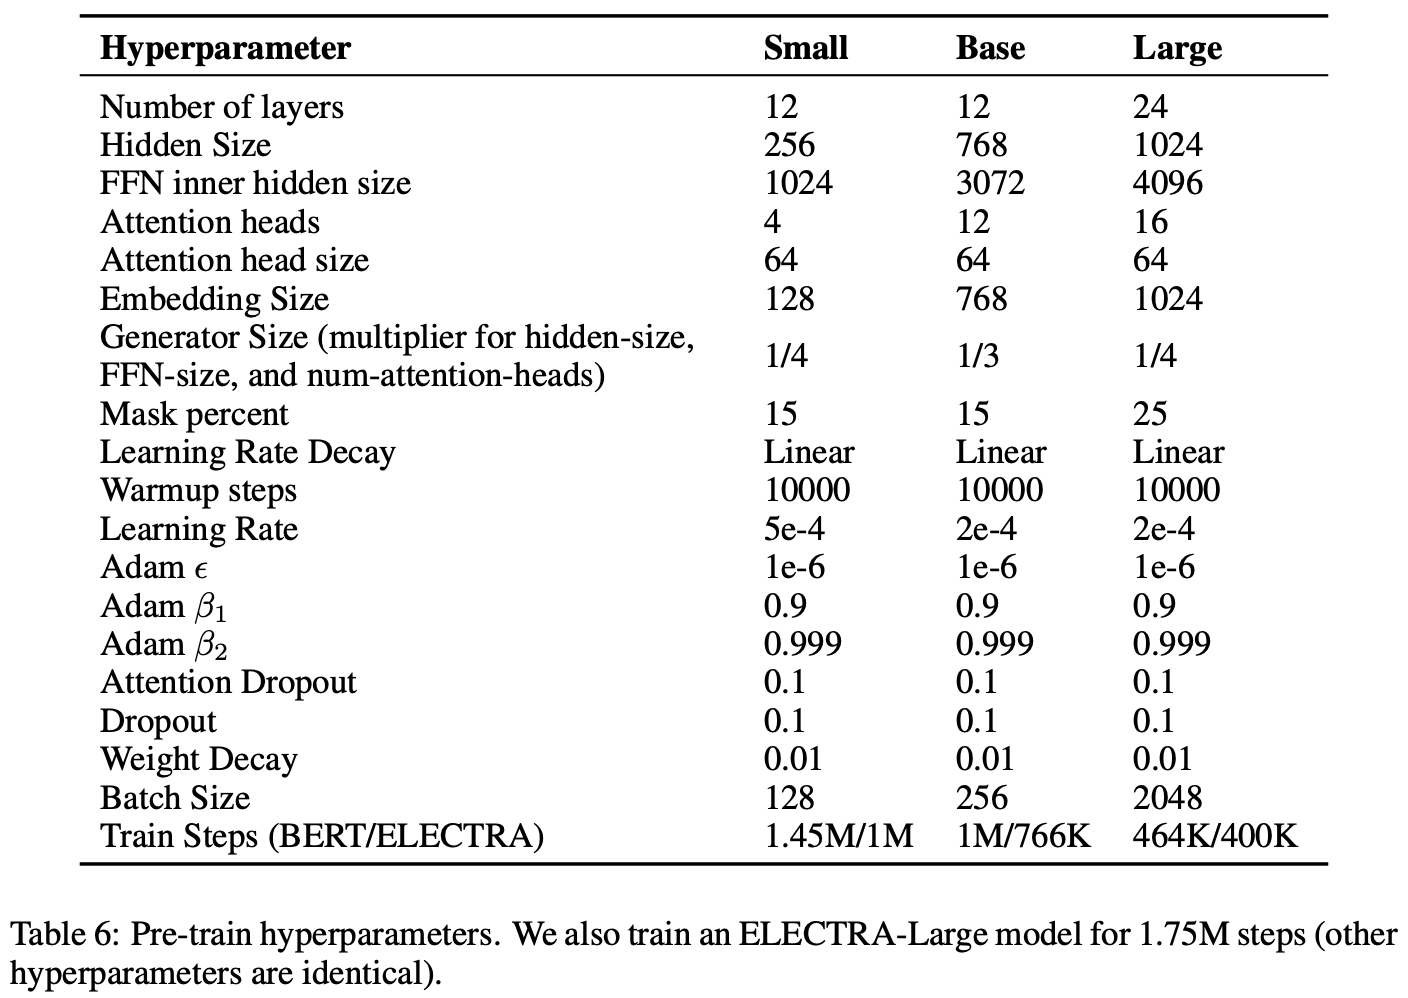 Hyperparameter Small Base Large
Number of layers 12 12 24
Hidden Size 256 768 1024
FFN inner hidden size 1024 3072 4096
Attention heads 4 12 16
Attention head size 64 64 64
Embedding Size 128 768 1024
Generator Size (multiplier for hidden-size,
FFN-size, and num-attention-heads) 1/4 1/3 1/4
Mask percent 15 15 25
Learning Rate Decay Linear Linear Linear
Warmup steps 10000 10000 10000
Learning Rate 5e-4 2e-4 2e-4
Adam ϵ 1e-6 1e-6 1e-6
Adam β₁ 0.9 0.9 0.9
Adam β₂ 0.999 0.999 0.999
Attention Dropout 0.1 0.1 0.1
Dropout 0.1 0.1 0.1
Weight Decay 0.01 0.01 0.01
Batch Size 128 256 2048
Train Steps (BERT/ELECTRA) 1.45M/1M 1M/766K 464K/400K
Table 6: Pre-train hyperparameters. We also train an ELECTRA-Large model for 1.75M steps (other
hyperparameters are identical).